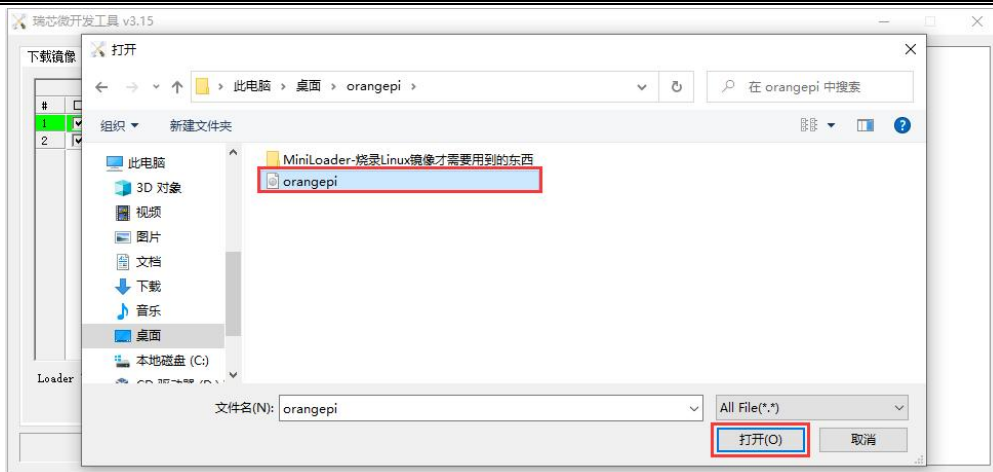 瑞芯微开发工具 v3.15
下载镜像
打开
此电脑 › 桌面 › orangepi ›
在 orangepi 中搜索
组织
新建文件夹
#
1
2
此电脑
3D 对象
视频
图片
文档
下载
音乐
桌面
本地磁盘 (C:)
MiniLoader-烧录Linux镜像才需要用到的东西
orangepi
Loader
文件名(N):
orangepi
All File(*.*)
打开(O)
取消